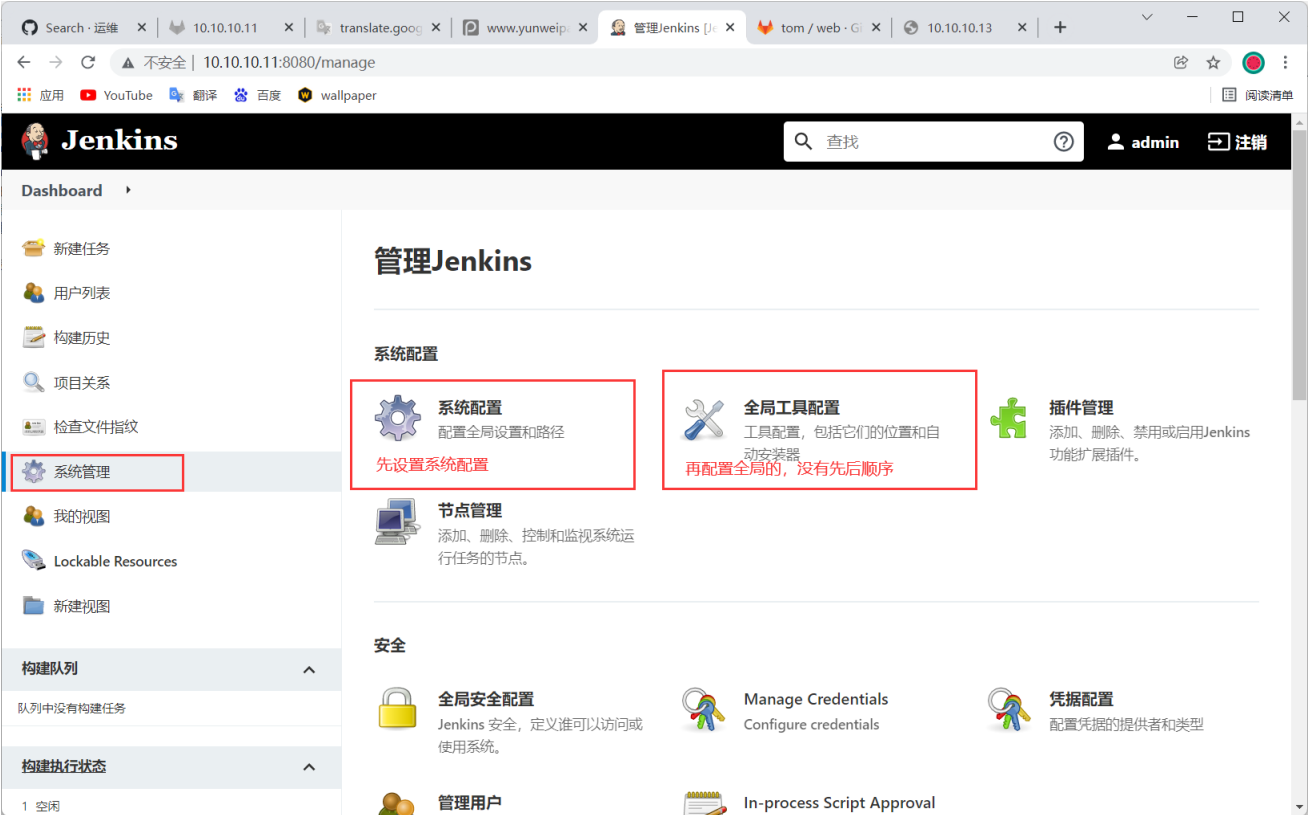 Search · 运维
10.10.10.11
translate.goog
www.yunweipa
管理Jenkins [Je
tom / web · Gi
10.10.10.13
不安全 | 10.10.10.11:8080/manage
应用
YouTube
翻译
百度
wallpaper
阅读清单
Jenkins
查找
admin
注销
Dashboard
新建任务
用户列表
构建历史
项目关系
检查文件指纹
系统管理
我的视图
Lockable Resources
新建视图
构建队列
队列中没有构建任务
构建执行状态
1 空闲
管理Jenkins
系统配置
系统配置
配置全局设置和路径
先设置系统配置
全局工具配置
工具配置，包括它们的位置和自
动安装器
再配置全局的，没有先后顺序
插件管理
添加、删除、禁用或启用Jenkins
功能扩展插件。
节点管理
添加、删除、控制和监视系统运
行任务的节点。
安全
全局安全配置
Jenkins 安全，定义谁可以访问或
使用系统。
Manage Credentials
Configure credentials
凭据配置
配置凭据的提供者和类型
管理用户
In-process Script Approval